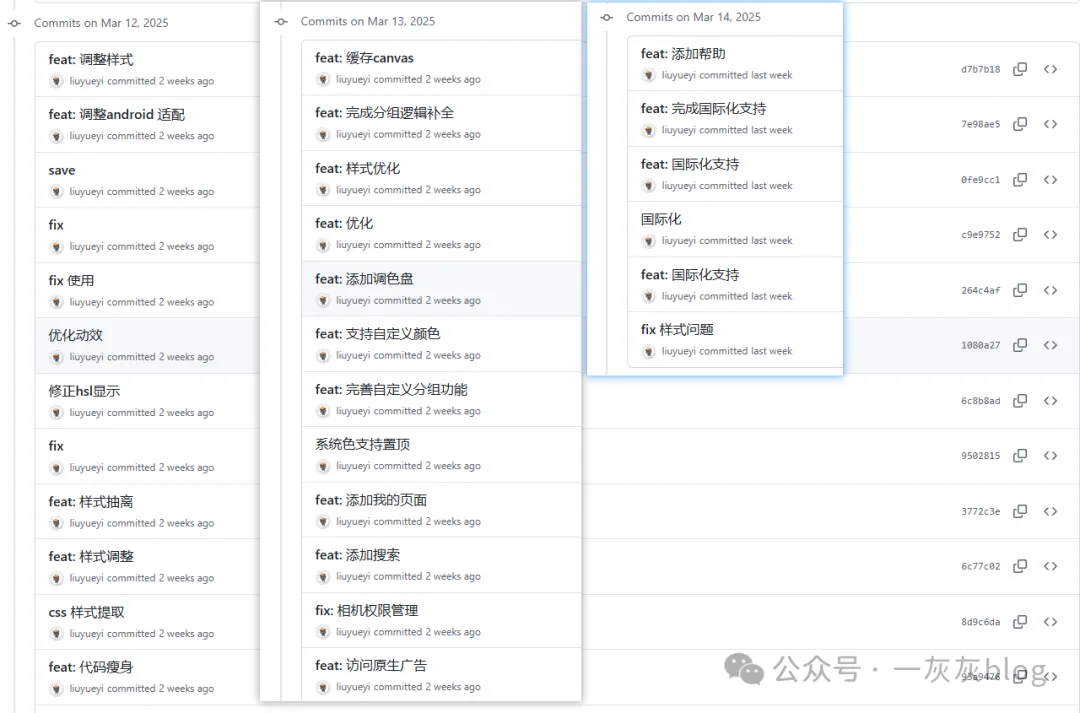 Commits on Mar 12, 2025
feat: 调整样式
liuyueyi committed 2 weeks ago
feat: 调整android 适配
liuyueyi committed 2 weeks ago
save
liuyueyi committed 2 weeks ago
fix
liuyueyi committed 2 weeks ago
fix 使用
liuyueyi committed 2 weeks ago
优化动效
liuyueyi committed 2 weeks ago
修正hsl显示
liuyueyi committed 2 weeks ago
fix
liuyueyi committed 2 weeks ago
feat: 样式抽离
liuyueyi committed 2 weeks ago
feat: 样式调整
liuyueyi committed 2 weeks ago
css 样式提取
liuyueyi committed 2 weeks ago
feat: 代码瘦身
liuyueyi committed 2 weeks ago
Commits on Mar 13, 2025
feat: 缓存canvas
liuyueyi committed 2 weeks ago
feat: 完成分组逻辑补全
liuyueyi committed 2 weeks ago
feat: 样式优化
liuyueyi committed 2 weeks ago
feat: 优化
liuyueyi committed 2 weeks ago
feat: 添加调色盘
liuyueyi committed 2 weeks ago
feat: 支持自定义颜色
liuyueyi committed 2 weeks ago
feat: 完善自定义分组功能
liuyueyi committed 2 weeks ago
系统色支持置顶
liuyueyi committed 2 weeks ago
feat: 添加我的页面
liuyueyi committed 2 weeks ago
feat: 添加搜索
liuyueyi committed 2 weeks ago
fix: 相机权限管理
liuyueyi committed 2 weeks ago
feat: 访问原生广告
liuyueyi committed 2 weeks ago
Commits on Mar 14, 2025
feat: 添加帮助
liuyueyi committed last week
feat: 完成国际化支持
liuyueyi committed last week
feat: 国际化支持
liuyueyi committed last week
国际化
liuyueyi committed last week
feat: 国际化支持
liuyueyi committed last week
fix 样式问题
liuyueyi committed last week
d7b7b18
7e98ae5
0fe9cc1
c9e9752
264c4af
1080a27
6c8b8ad
9502815
3772c3e
6c77c02
8d9c6da
公众号 · 一灰灰blog